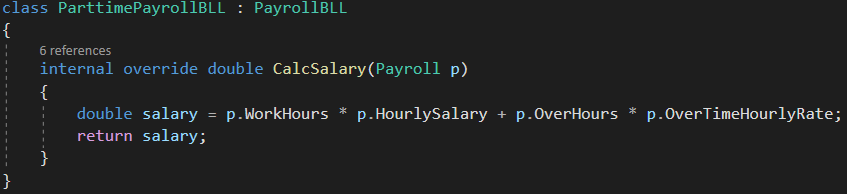 class ParttimePayrollBLL : PayrollBLL
{
6 references
internal override double CalcSalary(Payroll p)
{
double salary = p.WorkHours * p.HourlySalary + p.OverHours * p.OverTimeHourlyRate;
return salary;
}
}